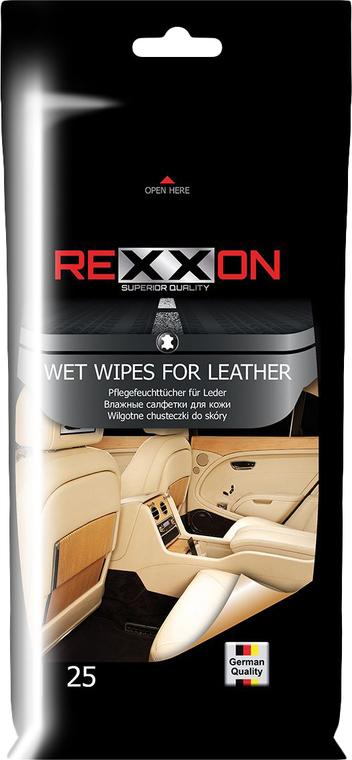 OPEN HERE
REXXON
SUPERIOR QUALITY
WET WIPES FOR LEATHER
Pflegefeuchttücher für Leder
Влажные салфетки для кожи
Wilgotne chusteczki do skóry
25
German
Quality